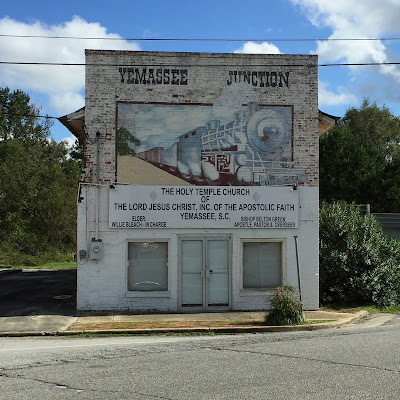 YEMASSEE JUNCTION
THE HOLY TEMPLE CHURCH
OF
THE LORD JESUS CHRIST, INC. OF THE APOSTOLIC FAITH
YEMASSEE, S.C.
ELDER
WILLIE BLEACH - IN CHARGE
BISHOP BELTON GREEN
APOSTLE, PASTOR A OVERSEER